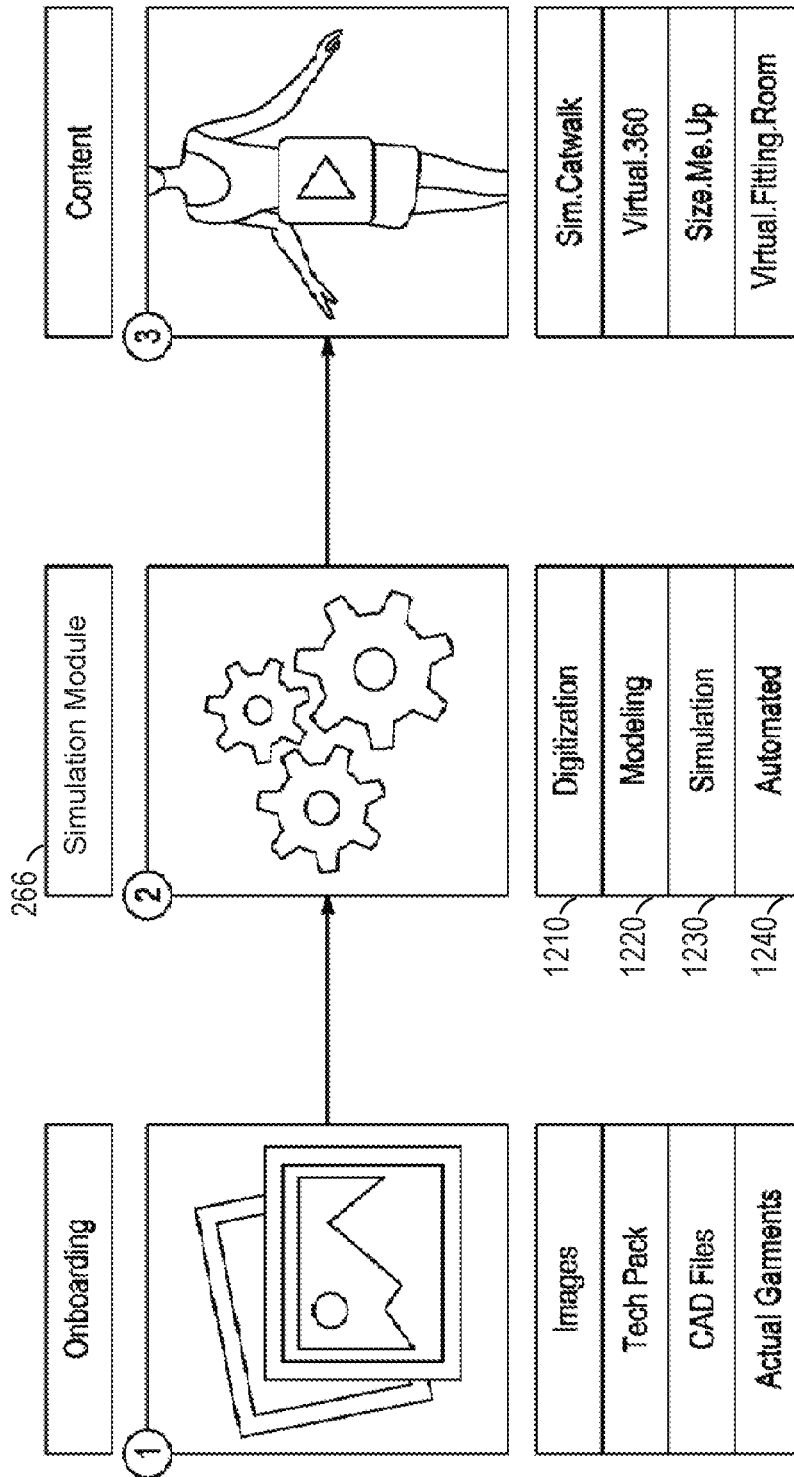 Onboarding
1
Images
Tech Pack
CAD Files
Actual Garments
266
Simulation Module
2
1210
Digitization
1220
Modeling
1230
Simulation
1240
Automated
Content
3
Sim.Catwalk
Virtual.360
Size.Me.Up
Virtual.Fitting.Room